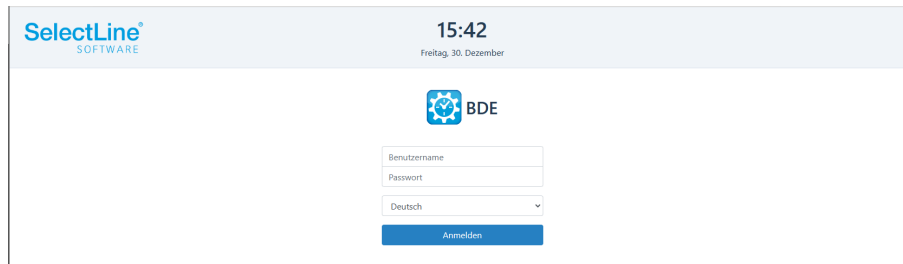 SelectLine®
SOFTWARE
15:42
Freitag, 30. Dezember
BDE
Benutzername
Passwort
Deutsch
Anmelden